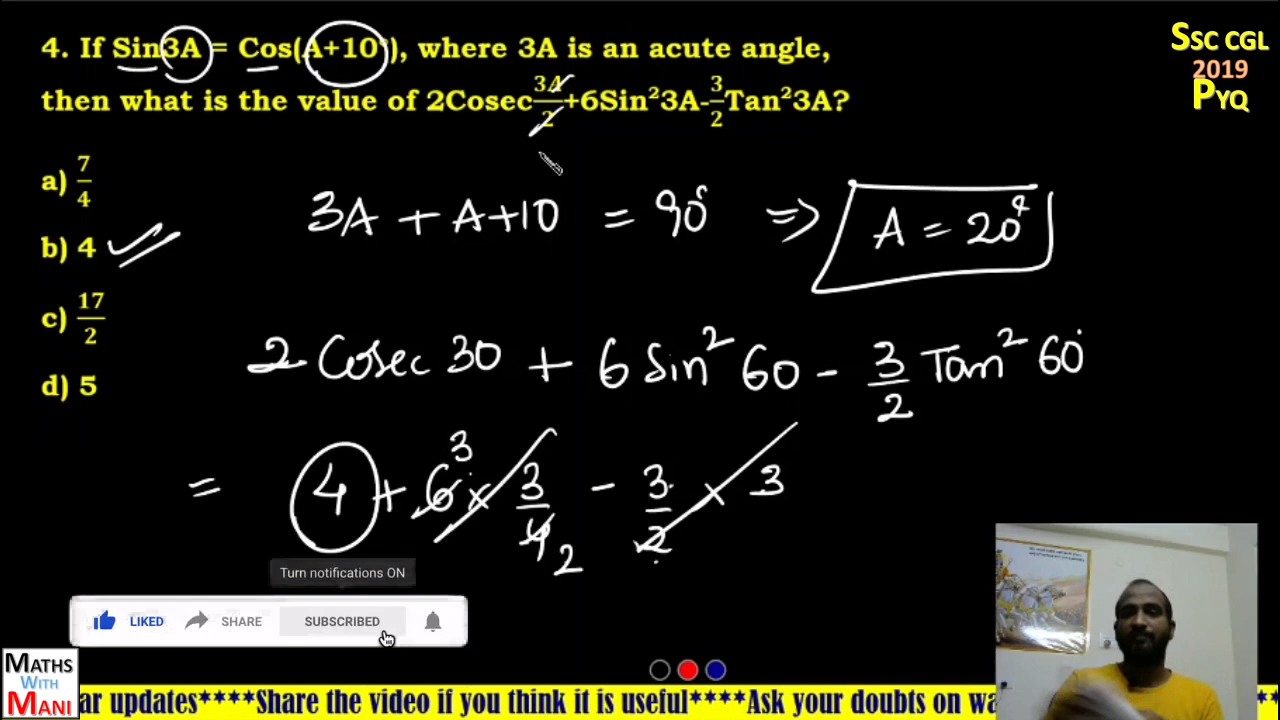 4. If Sin3A = Cos(A+10°), where 3A is an acute angle,
then what is the value of 2Cosec 3A/2 +6Sin²3A- 3/2 Tan²3A?
SSC CGL
2019
PYQ
a) 7/4
b) 4
c) 17/2
d) 5
3A + A+10 = 90° => A = 20°
2 Cosec 30 + 6 Sin² 60 - 3/2 Tan² 60°
= 4 + 6 3 × 3/4 2 - 3/2 × 3
Turn notifications ON
LIKED SHARE SUBSCRIBED
MATHS
WITH
MANI
ar updates****Share the video if you think it is useful****Ask your doubts on